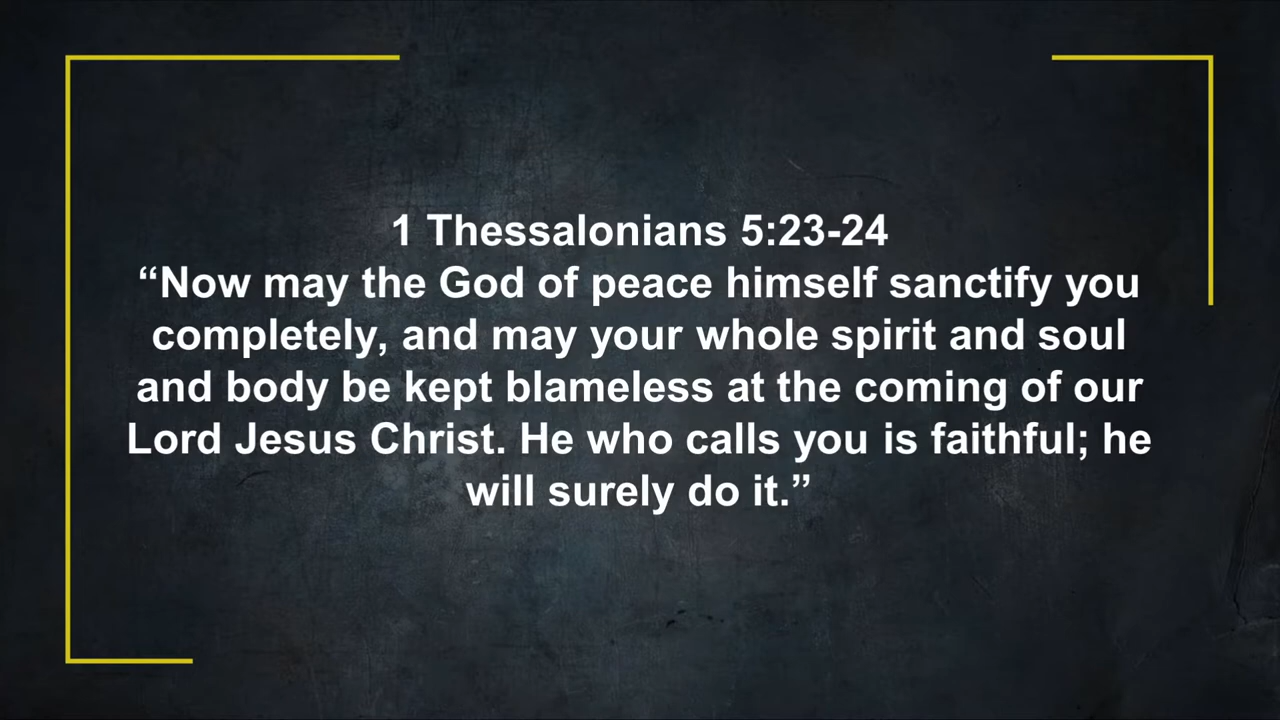 1 Thessalonians 5:23-24
“Now may the God of peace himself sanctify you
completely, and may your whole spirit and soul
and body be kept blameless at the coming of our
Lord Jesus Christ. He who calls you is faithful; he
will surely do it.”